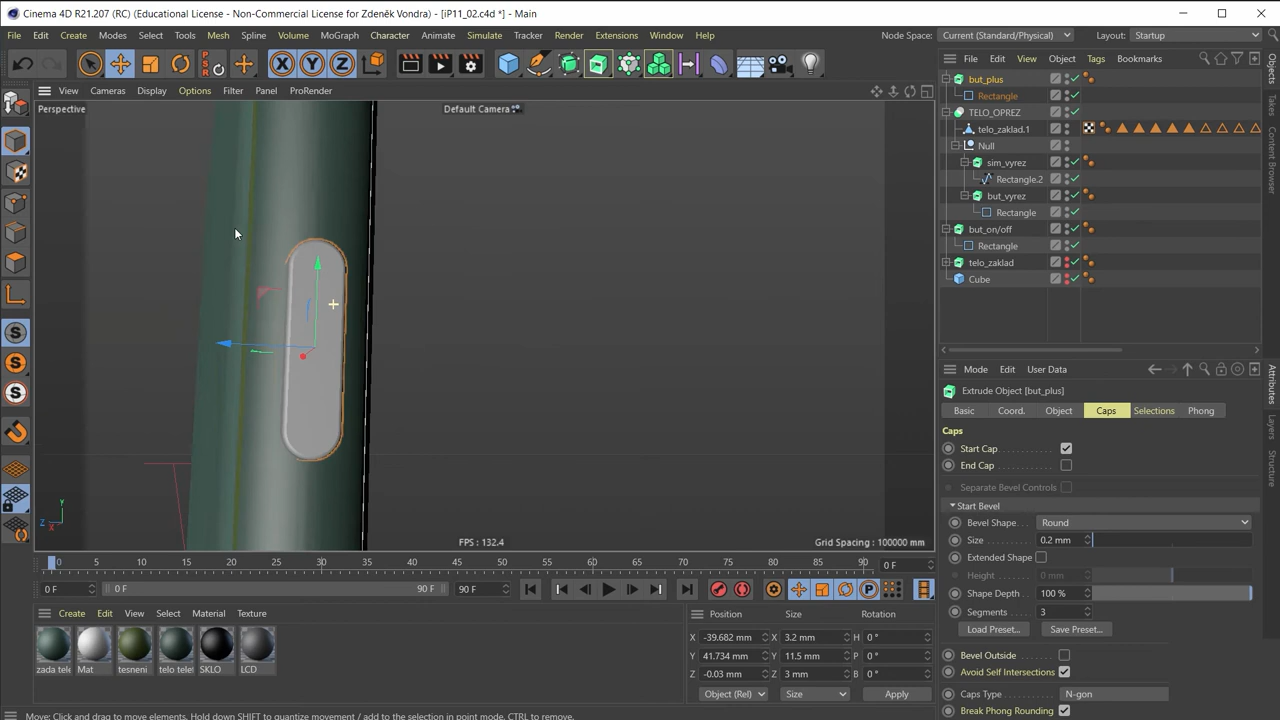 Cinema 4D R21.207 (RC) (Educational License - Non-Commercial License for Zdeněk Vondra) - [iP11_02.c4d *] - Main
File Edit Create Modes Select Tools Mesh Spline Volume MoGraph Character Animate Simulate Tracker Render Extensions Window Help Node Space: Current (Standard/Physical) Layout: Startup
PSR 0 X Y Z
File Edit View Object Tags Bookmarks
View Cameras Display Options Filter Panel ProRender
Perspective
Default Camera
but_plus
Rectangle
TELO_OPREZ
telo_zaklad.1
Null
sim_vyrez
Rectangle.2
but_vyrez
Rectangle
but_on/off
Rectangle
telo_zaklad
Cube
Objects
Takes
Content Browser
Mode Edit User Data
Extrude Object [but_plus]
Basic Coord. Object Caps Selections Phong
Caps
Start Cap
End Cap
Separate Bevel Controls
Start Bevel
Bevel Shape Round
Size 0.2 mm
Extended Shape
Height 0 mm
Shape Depth 100 %
Segments 3
Load Preset... Save Preset...
Bevel Outside
Avoid Self Intersections
Caps Type N-gon
Break Phong Rounding
Attributes
Layers
Structure
Y
Z X
FPS : 132.4
Grid Spacing : 100000 mm
0 5 10 15 20 25 30 35 40 45 50 55 60 65 70 75 80 85 90 0 F
0 F 0 F 90 F 90 F
Create Edit View Select Material Texture
zada tele Mat tesneni telo telef SKLO LCD
Position Size Rotation
X -39.682 mm X 3.2 mm H 0 °
Y 41.734 mm Y 11.5 mm P 0 °
Z -0.03 mm Z 3 mm B 0 °
Object (Rel) Size Apply
Move: Click and drag to move elements. Hold down SHIFT to quantize movement / add to the selection in point mode, CTRL to remove.